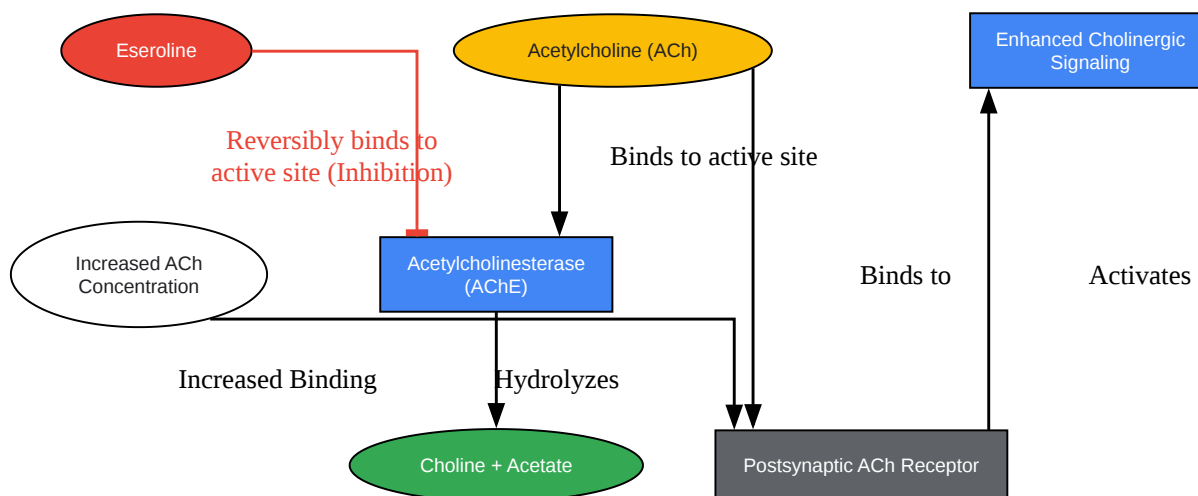 Eseroline
Acetylcholine (ACh)
Enhanced Cholinergic
Signaling
Reversibly binds to
active site (Inhibition)
Binds to active site
Increased ACh
Concentration
Acetylcholinesterase
(AChE)
Binds to
Activates
Increased Binding
Hydrolyzes
Choline + Acetate
Postsynaptic ACh Receptor